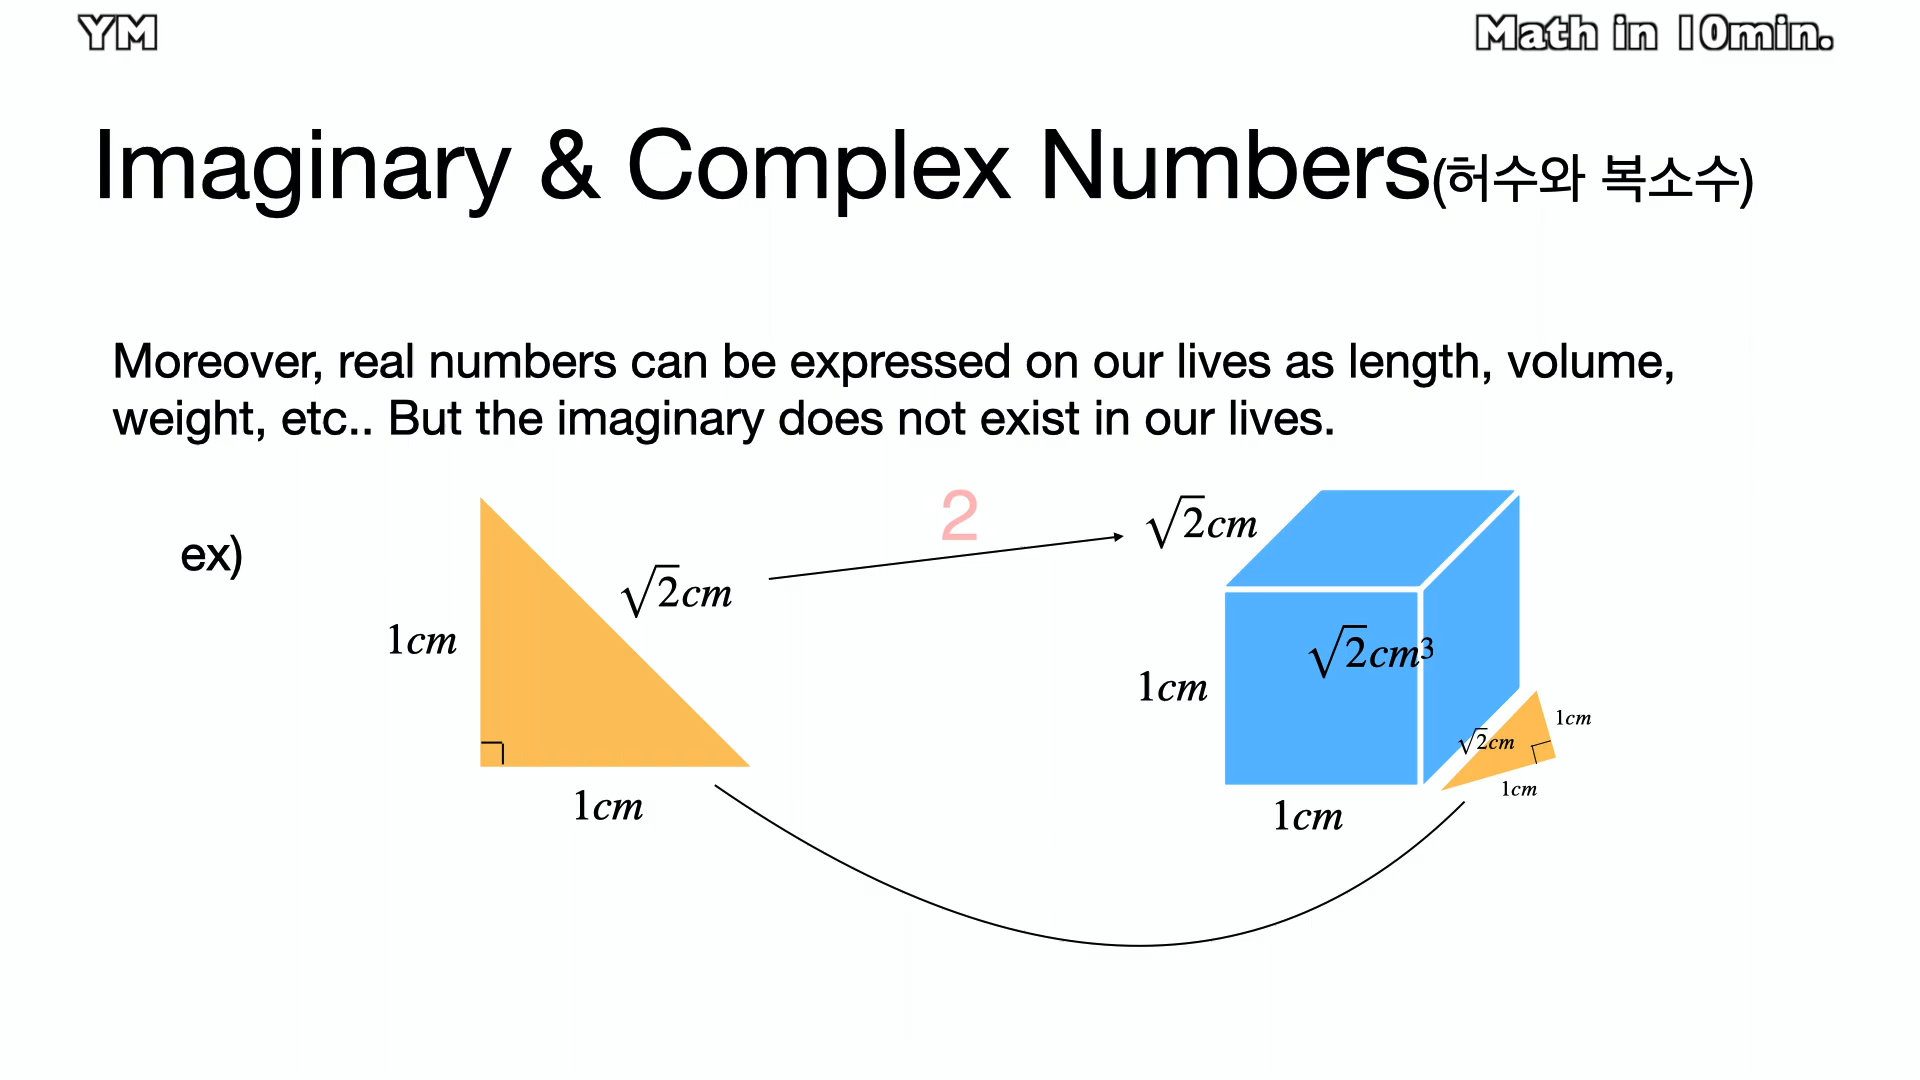 YM
Math in 10min.
Imaginary & Complex Numbers(허수와 복소수)
Moreover, real numbers can be expressed on our lives as length, volume,
weight, etc.. But the imaginary does not exist in our lives.
ex)
1cm
√2cm
1cm
2
√2cm
1cm
√2cm³
1cm
√2cm
1cm
1cm